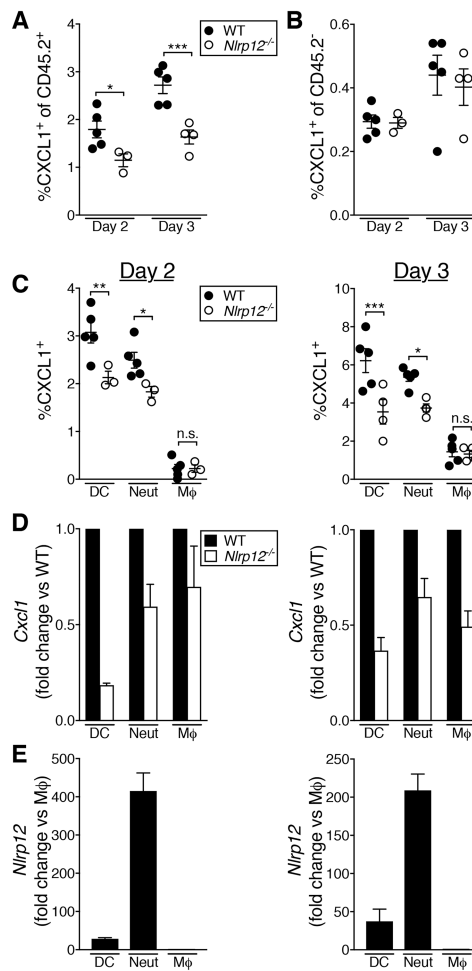 A
WT
Nlrp12-/-
%CXCL1+ of CD45.2+
4
3
2
1
0
*
***
Day 2
Day 3
B
%CXCL1+ of CD45.2-
0.6
0.4
0.2
0.0
Day 2
Day 3
C
Day 2
WT
Nlrp12-/-
%CXCL1+
4
3
2
1
0
**
*
n.s.
DC
Neut
Mϕ
Day 3
%CXCL1+
10
8
6
4
2
0
***
*
n.s.
DC
Neut
Mϕ
D
WT
Nlrp12-/-
Cxcl1
(fold change vs WT)
1.0
0.5
0.0
DC
Neut
Mϕ
Cxcl1
(fold change vs WT)
1.0
0.5
0.0
DC
Neut
Mϕ
E
Nlrp12
(fold change vs Mϕ)
500
400
300
200
100
0
DC
Neut
Mϕ
Nlrp12
(fold change vs Mϕ)
250
200
150
100
50
0
DC
Neut
Mϕ